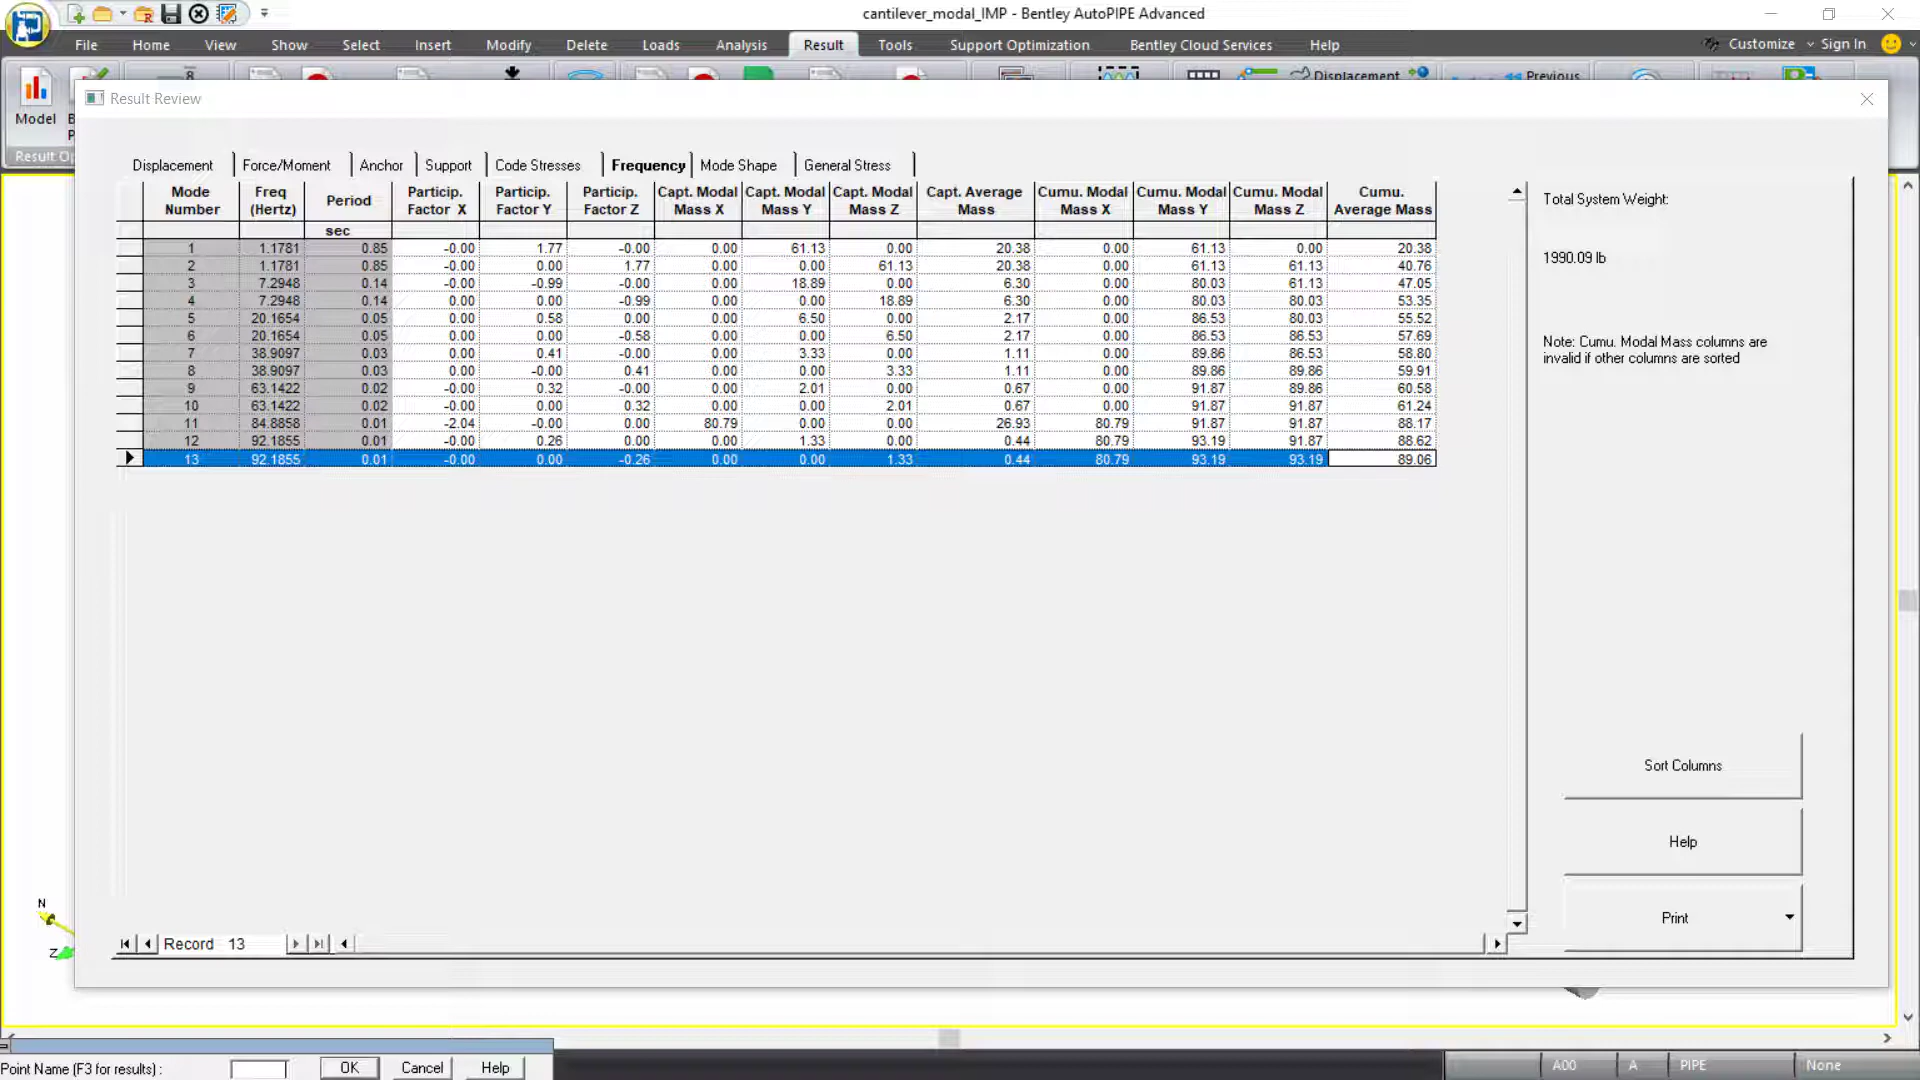 cantilever_modal_IMP - Bentley AutoPIPE Advanced
File Home View Show Select Insert Modify Delete Loads Analysis Result Tools Support Optimization Bentley Cloud Services Help Customize Sign In
Displacement Previous
Model
Result
Result Review
Displacement Force/Moment Anchor Support Code Stresses Frequency Mode Shape General Stress
Mode Number Freq (Hertz) Period Particip. Factor X Particip. Factor Y Particip. Factor Z Capt. Modal Mass X Capt. Modal Mass Y Capt. Modal Mass Z Capt. Average Mass Cumu. Modal Mass X Cumu. Modal Mass Y Cumu. Modal Mass Z Cumu. Average Mass
sec
1 1.1781 0.85 -0.00 1.77 -0.00 0.00 61.13 0.00 20.38 0.00 61.13 0.00 20.38
2 1.1781 0.85 -0.00 0.00 1.77 0.00 0.00 61.13 20.38 0.00 61.13 61.13 40.76
3 7.2948 0.14 -0.00 -0.99 -0.00 0.00 18.89 0.00 6.30 0.00 80.03 61.13 47.05
4 7.2948 0.14 0.00 0.00 -0.99 0.00 0.00 18.89 6.30 0.00 80.03 80.03 53.35
5 20.1654 0.05 0.00 0.58 0.00 0.00 6.50 0.00 2.17 0.00 86.53 80.03 55.52
6 20.1654 0.05 0.00 0.00 -0.58 0.00 0.00 6.50 2.17 0.00 86.53 86.53 57.69
7 38.9097 0.03 0.00 0.41 -0.00 0.00 3.33 0.00 1.11 0.00 89.86 86.53 58.80
8 38.9097 0.03 0.00 -0.00 0.41 0.00 0.00 3.33 1.11 0.00 89.86 89.86 59.91
9 63.1422 0.02 -0.00 0.32 -0.00 0.00 2.01 0.00 0.67 0.00 91.87 89.86 60.58
10 63.1422 0.02 -0.00 0.00 0.32 0.00 0.00 2.01 0.67 0.00 91.87 91.87 61.24
11 84.8858 0.01 -2.04 -0.00 0.00 80.79 0.00 0.00 26.93 80.79 91.87 91.87 88.17
12 92.1855 0.01 -0.00 0.26 0.00 0.00 1.33 0.00 0.44 80.79 93.19 91.87 88.62
13 92.1855 0.01 -0.00 0.00 -0.26 0.00 0.00 1.33 0.44 80.79 93.19 93.19 89.06
Total System Weight:
1990.09 lb
Note: Cumu. Modal Mass columns are
invalid if other columns are sorted
Sort Columns
Help
Print
N
Z
Record 13
Point Name (F3 for results) : OK Cancel Help A00 A PIPE None